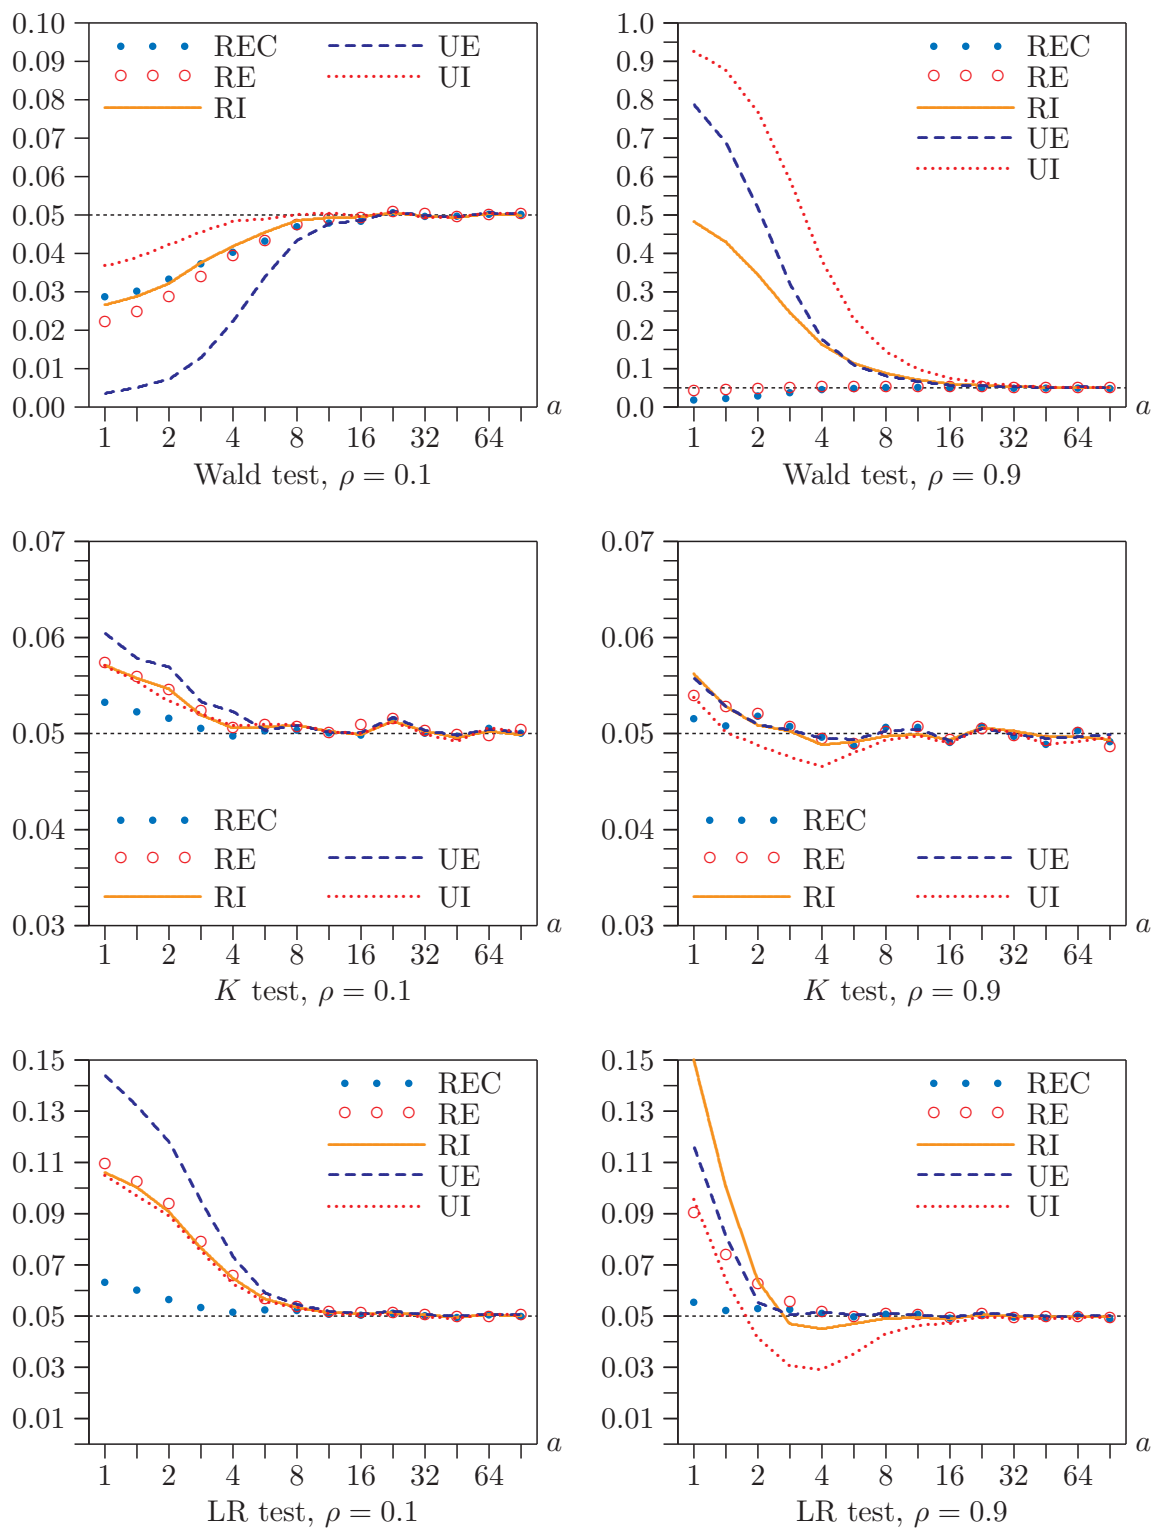 0.10
0.09
0.08
0.07
0.06
0.05
0.04
0.03
0.02
0.01
0.00
REC
RE
RI
UE
UI
1 2 4 8 16 32 64
a
Wald test, ρ = 0.1
1.0
0.9
0.8
0.7
0.6
0.5
0.4
0.3
0.2
0.1
0.0
REC
RE
RI
UE
UI
1 2 4 8 16 32 64
a
Wald test, ρ = 0.9
0.07
0.06
0.05
0.04
0.03
REC
RE
RI
UE
UI
1 2 4 8 16 32 64
a
K test, ρ = 0.1
0.07
0.06
0.05
0.04
0.03
REC
RE
RI
UE
UI
1 2 4 8 16 32 64
a
K test, ρ = 0.9
0.15
0.13
0.11
0.09
0.07
0.05
0.03
0.01
REC
RE
RI
UE
UI
1 2 4 8 16 32 64
a
LR test, ρ = 0.1
0.15
0.13
0.11
0.09
0.07
0.05
0.03
0.01
REC
RE
RI
UE
UI
1 2 4 8 16 32 64
a
LR test, ρ = 0.9